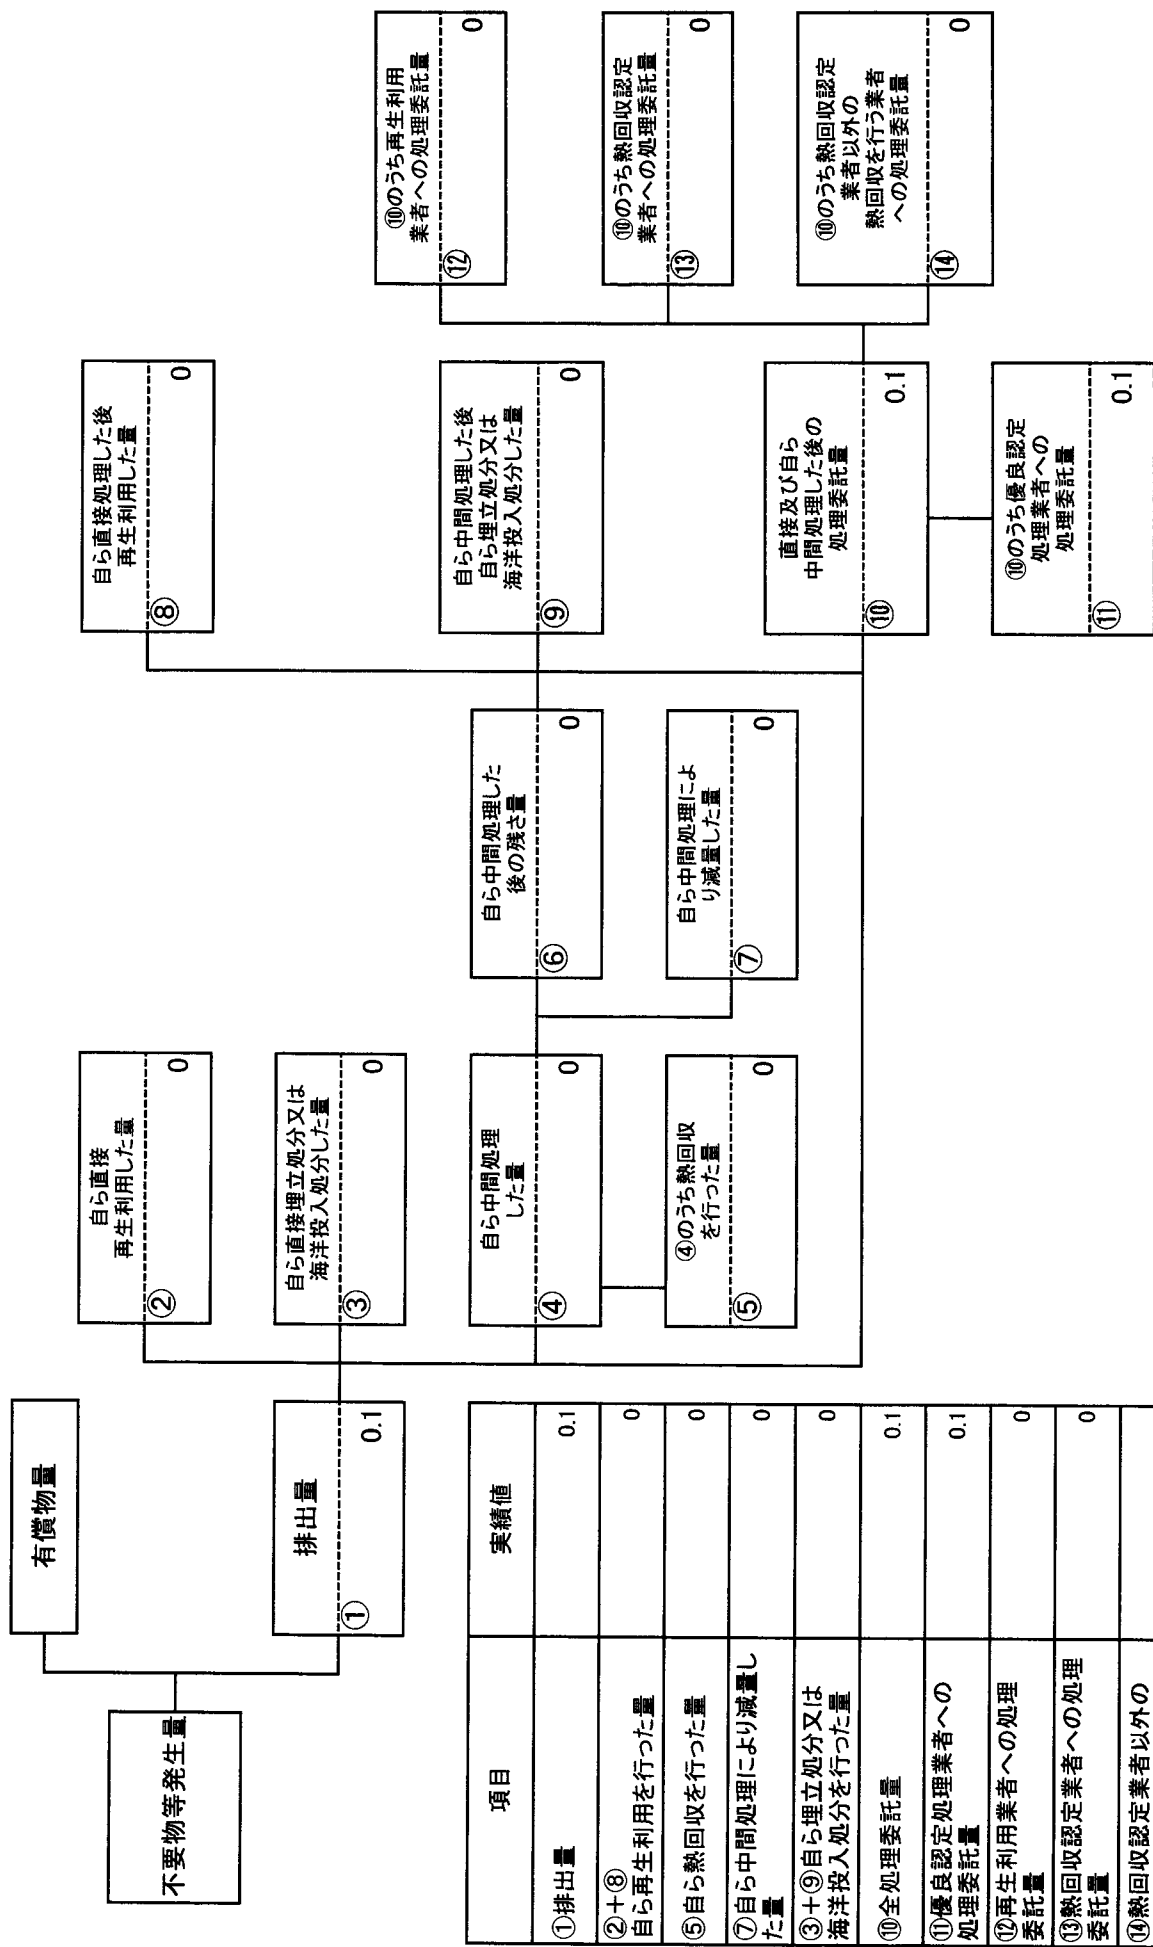 不要物等発生量
有償物量
排出量
①
0.1
自ら直接
再生利用した量
②
0
自ら直接埋立処分又は
海洋投入処分した量
③
0
自ら中間処理
した量
④
0
④のうち熱回収
を行った量
⑤
0
自ら中間処理した
後の残さ量
⑥
0
自ら中間処理によ
り減量した量
⑦
0
自ら直接処理した後
再生利用した量
⑧
0
自ら中間処理した後
自ら埋立処分又は
海洋投入処分した量
⑨
0
直接及び自ら
中間処理した後の
処理委託量
⑩
0.1
⑩のうち優良認定
処理業者への
処理委託量
⑪
0.1
⑩のうち再生利用
業者への処理委託量
⑫
0
⑩のうち熱回収認定
業者への処理委託量
⑬
0
⑩のうち熱回収認定
業者以外の
熱回収を行う業者
への処理委託量
⑭
0
項目 実績値
①排出量 0.1
②+⑧
自ら再生利用を行った量 0
⑤自ら熱回収を行った量 0
⑦自ら中間処理により減量し
た量 0
③+⑨自ら埋立処分又は
海洋投入処分を行った量 0
⑩全処理委託量 0.1
⑪優良認定処理業者への
処理委託量 0.1
⑫再生利用業者への処理
委託量 0
⑬熱回収認定業者への処理
委託量 0
⑭熱回収認定業者以外の